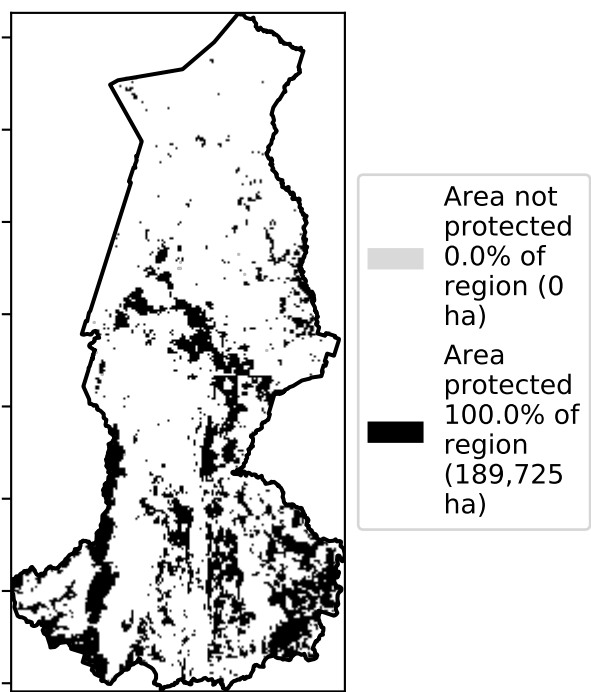 Area not
protected
0.0% of
region (0
ha)
Area
protected
100.0% of
region
(189,725
ha)